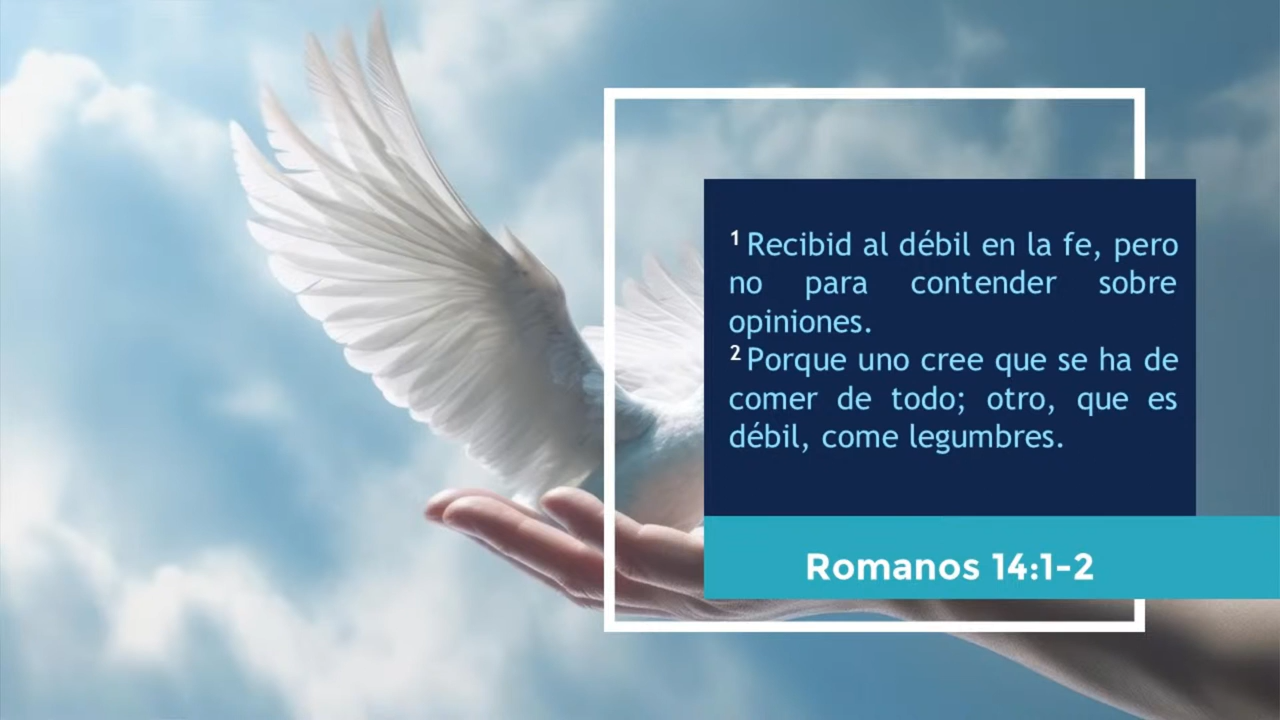 ¹ Recibid al débil en la fe, pero
no para contender sobre
opiniones.
² Porque uno cree que se ha de
comer de todo; otro, que es
débil, come legumbres.
Romanos 14:1-2